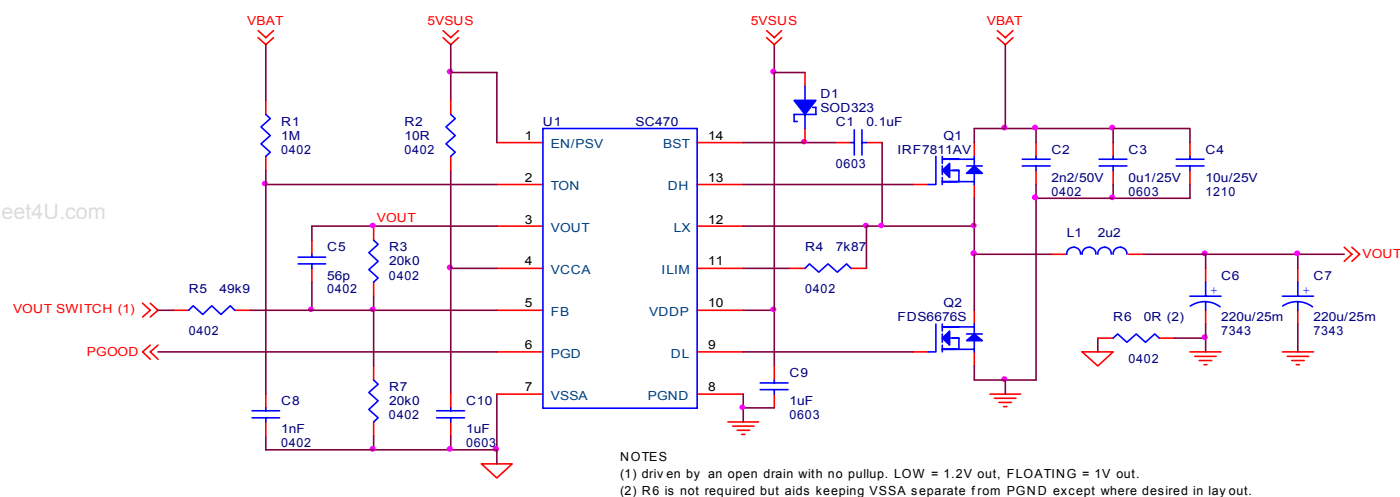 VBAT
5VSUS
5VSUS
VBAT
R1
1M
0402
R2
10R
0402
U1
SC470
D1
SOD323
C1 0.1uF
0603
Q1
IRF7811AV
C2
2n2/50V
0402
C3
0u1/25V
0603
C4
10u/25V
1210
1 EN/PSV
BST 14
2 TON
DH 13
eet4U.com
VOUT
3 VOUT
LX 12
C5
56p
0402
R3
20k0
0402
4 VCCA
ILIM 11
R4 7k87
0402
L1 2u2
VOUT
R5 49k9
0402
VOUT SWITCH (1)
5 FB
VDDP 10
Q2
FDS6676S
C6
220u/25m
7343
C7
220u/25m
7343
R6 0R (2)
0402
PGOOD
6 PGD
DL 9
R7
20k0
0402
7 VSSA
PGND 8
C8
1nF
0402
C10
1uF
0603
C9
1uF
0603
NOTES
(1) driven by an open drain with no pullup. LOW = 1.2V out, FLOATING = 1V out.
(2) R6 is not required but aids keeping VSSA separate from PGND except where desired in layout.